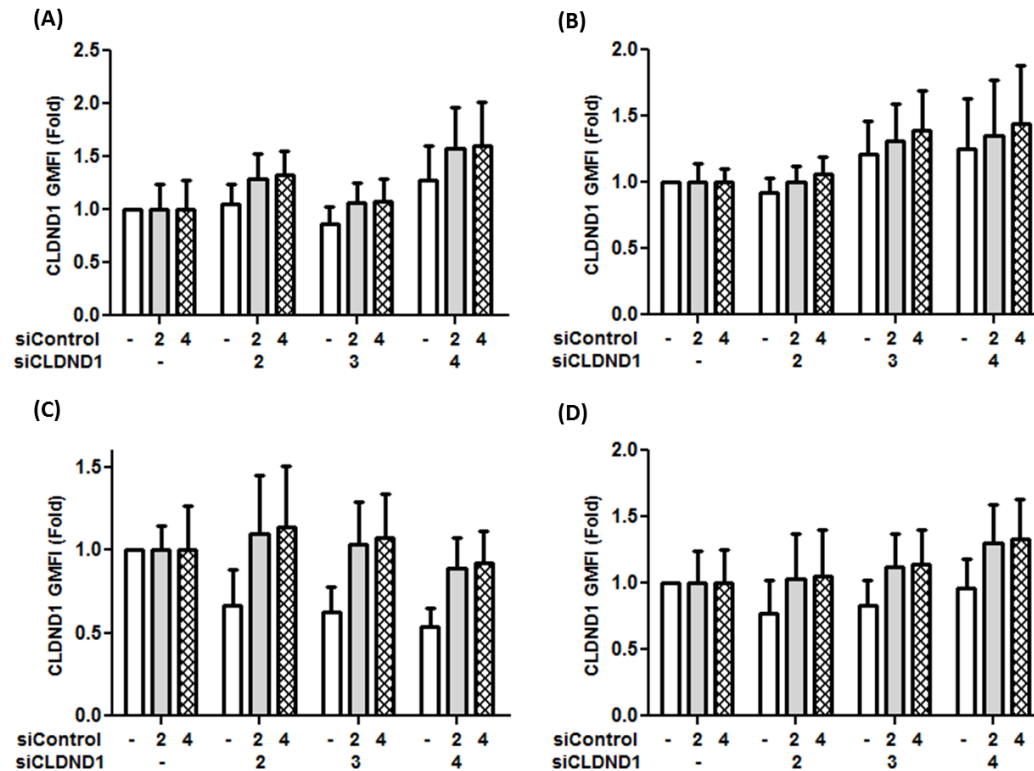 (A)
CLDND1 GMFI (Fold)
2.5
2.0
1.5
1.0
0.5
0.0
siControl - 2 4 - 2 4 - 2 4 - 2 4
siCLDND1 - 2 3 4
(B)
CLDND1 GMFI (Fold)
2.0
1.5
1.0
0.5
0.0
siControl - 2 4 - 2 4 - 2 4 - 2 4
siCLDND1 - 2 3 4
(C)
CLDND1 GMFI (Fold)
1.5
1.0
0.5
0.0
siControl - 2 4 - 2 4 - 2 4 - 2 4
siCLDND1 - 2 3 4
(D)
CLDND1 GMFI (Fold)
2.0
1.5
1.0
0.5
0.0
siControl - 2 4 - 2 4 - 2 4 - 2 4
siCLDND1 - 2 3 4